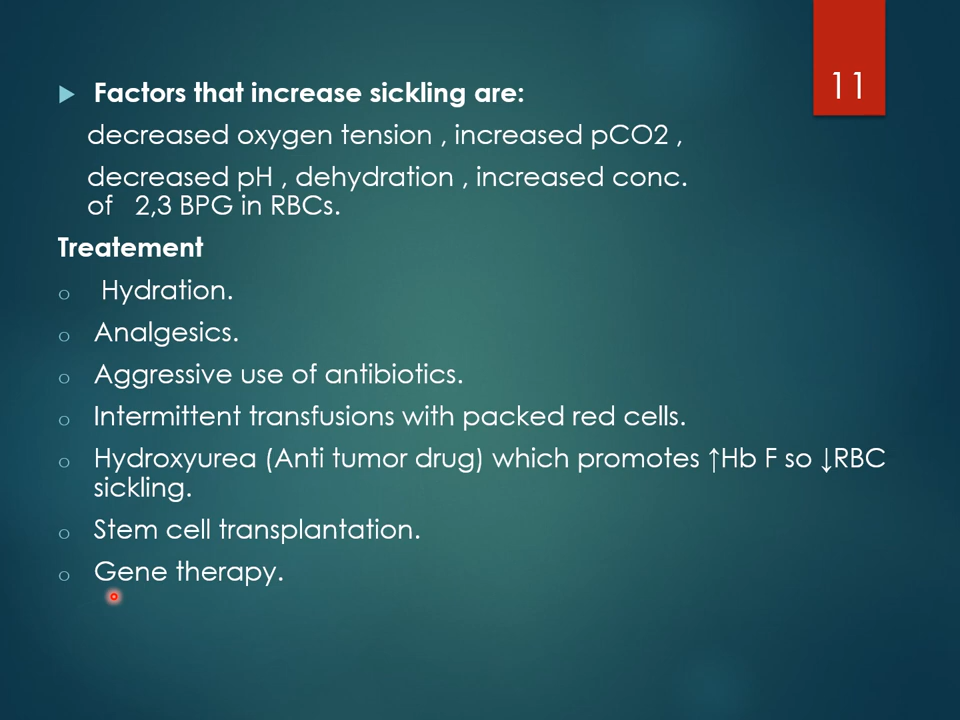 11
Factors that increase sickling are:
decreased oxygen tension , increased pCO2 ,
decreased pH , dehydration , increased conc.
of 2,3 BPG in RBCs.
Treatement
Hydration.
Analgesics.
Aggressive use of antibiotics.
Intermittent transfusions with packed red cells.
Hydroxyurea (Anti tumor drug) which promotes ↑Hb F so ↓RBC
sickling.
Stem cell transplantation.
Gene therapy.